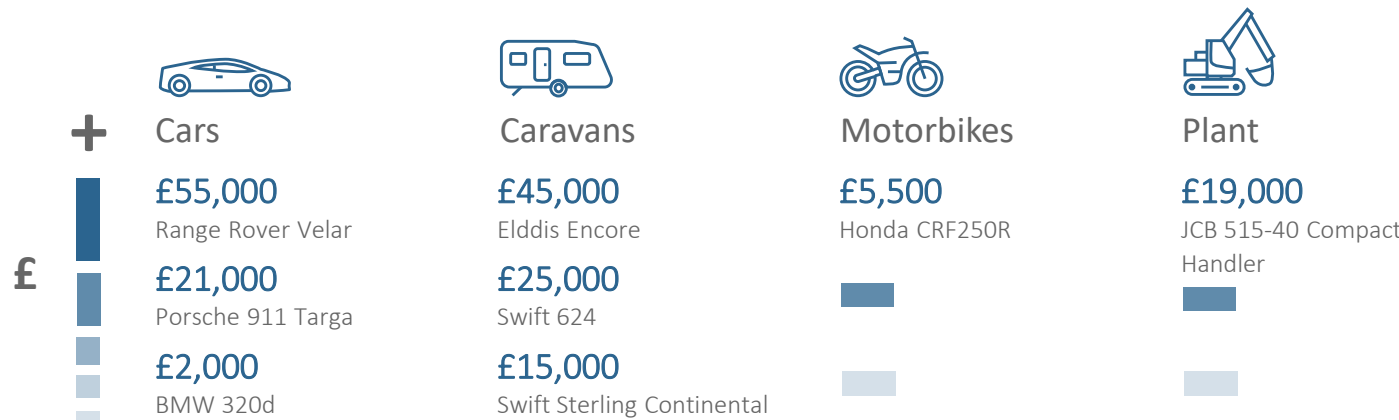 +
Cars
Caravans
Motorbikes
Plant
£
£55,000
Range Rover Velar
£21,000
Porsche 911 Targa
£2,000
BMW 320d
£45,000
Elddis Encore
£25,000
Swift 624
£15,000
Swift Sterling Continental
£5,500
Honda CRF250R
£19,000
JCB 515-40 Compact
Handler